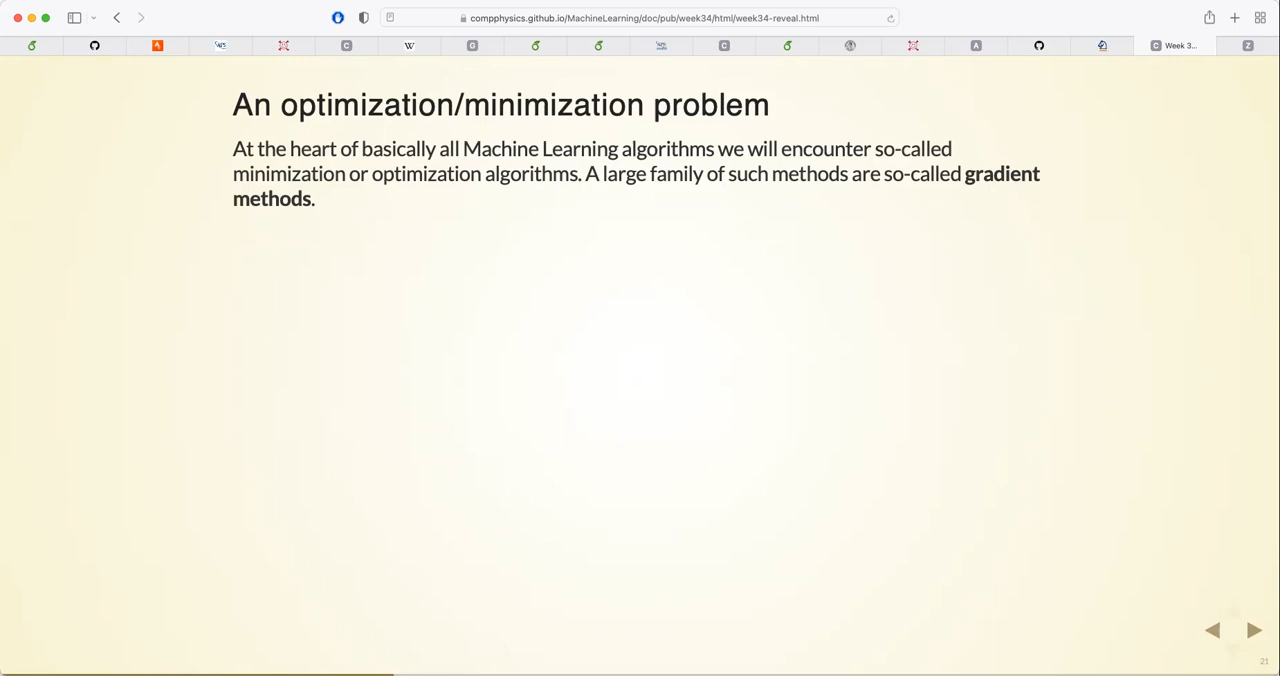 compphysics.github.io/MachineLearning/doc/pub/week34/html/week34-reveal.html
C
W
G
C
A
C Week 3...
Z
An optimization/minimization problem
At the heart of basically all Machine Learning algorithms we will encounter so-called
minimization or optimization algorithms. A large family of such methods are so-called gradient
methods.
21